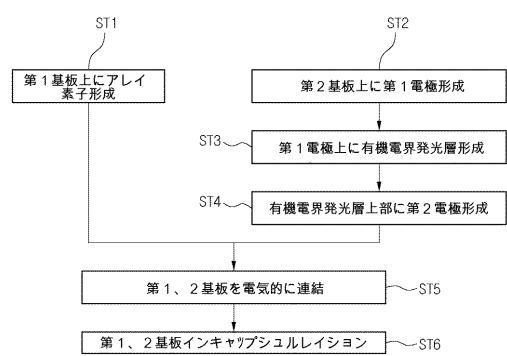 ST1
ST2
第1基板上にアレイ
素子形成
第2基板上に第1電極形成
ST3
第1電極上に有機電界発光層形成
ST4
有機電界発光層上部に第2電極形成
第1、2基板を電気的に連結
ST5
第1、2基板インキャリプシュルレイション
ST6